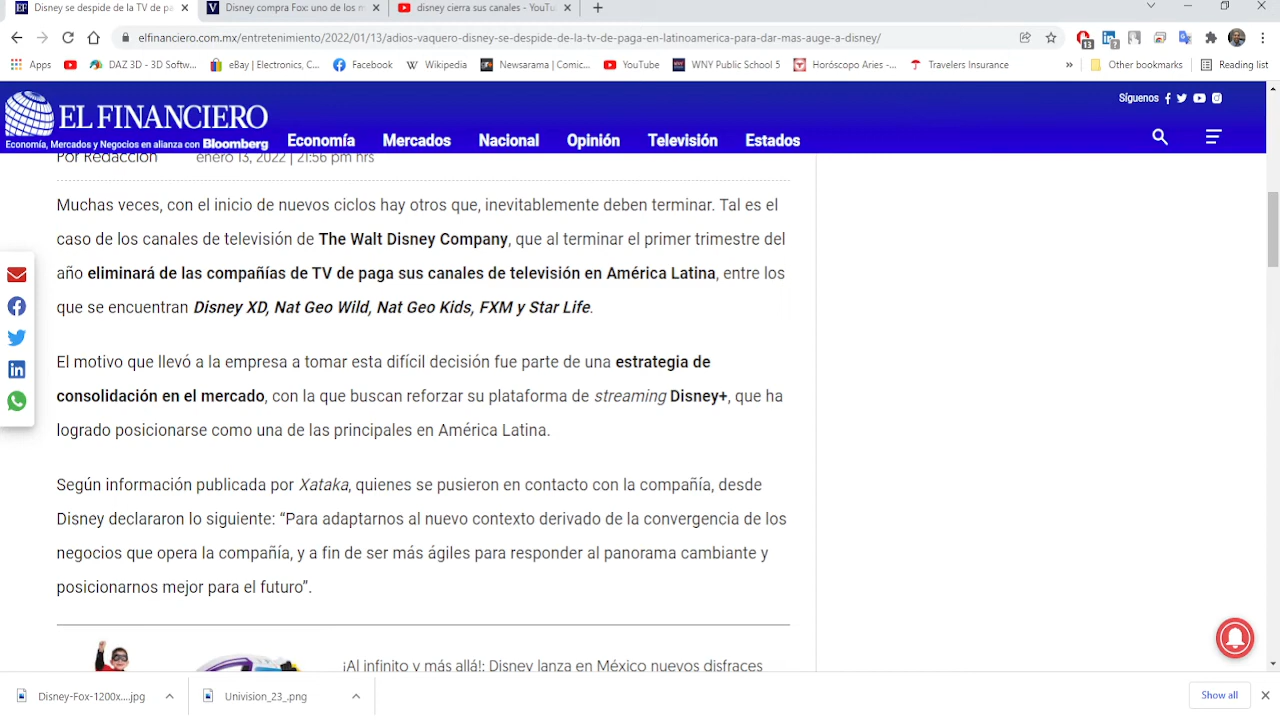 Disney se despide de la TV de pa
Disney compra Fox: uno de los m
disney cierra sus canales - YouTu
elfinanciero.com.mx/entretenimiento/2022/01/13/adios-vaquero-disney-se-despide-de-la-tv-de-paga-en-latinoamerica-para-dar-mas-auge-a-disney/
Apps
DAZ 3D - 3D Softw...
eBay | Electronics, C...
Facebook
Wikipedia
Newsarama | Comic...
YouTube
WNY Public School 5
Horóscopo Aries -...
Travelers Insurance
»
Other bookmarks
Reading list
EL FINANCIERO
Economía, Mercados y Negocios en alianza con Bloomberg
Economía
Mercados
Nacional
Opinión
Televisión
Estados
Síguenos
Por Redacción enero 13, 2022 | 21:56 pm hrs
Muchas veces, con el inicio de nuevos ciclos hay otros que, inevitablemente deben terminar. Tal es el
caso de los canales de televisión de The Walt Disney Company, que al terminar el primer trimestre del
año eliminará de las compañías de TV de paga sus canales de televisión en América Latina, entre los
que se encuentran Disney XD, Nat Geo Wild, Nat Geo Kids, FXM y Star Life.
El motivo que llevó a la empresa a tomar esta difícil decisión fue parte de una estrategia de
consolidación en el mercado, con la que buscan reforzar su plataforma de streaming Disney+, que ha
logrado posicionarse como una de las principales en América Latina.
Según información publicada por Xataka, quienes se pusieron en contacto con la compañía, desde
Disney declararon lo siguiente: “Para adaptarnos al nuevo contexto derivado de la convergencia de los
negocios que opera la compañía, y a fin de ser más ágiles para responder al panorama cambiante y
posicionarnos mejor para el futuro”.
¡Al infinito y más allá!: Disney lanza en México nuevos disfraces
Disney-Fox-1200x....jpg
Univision_23_.png
Show all